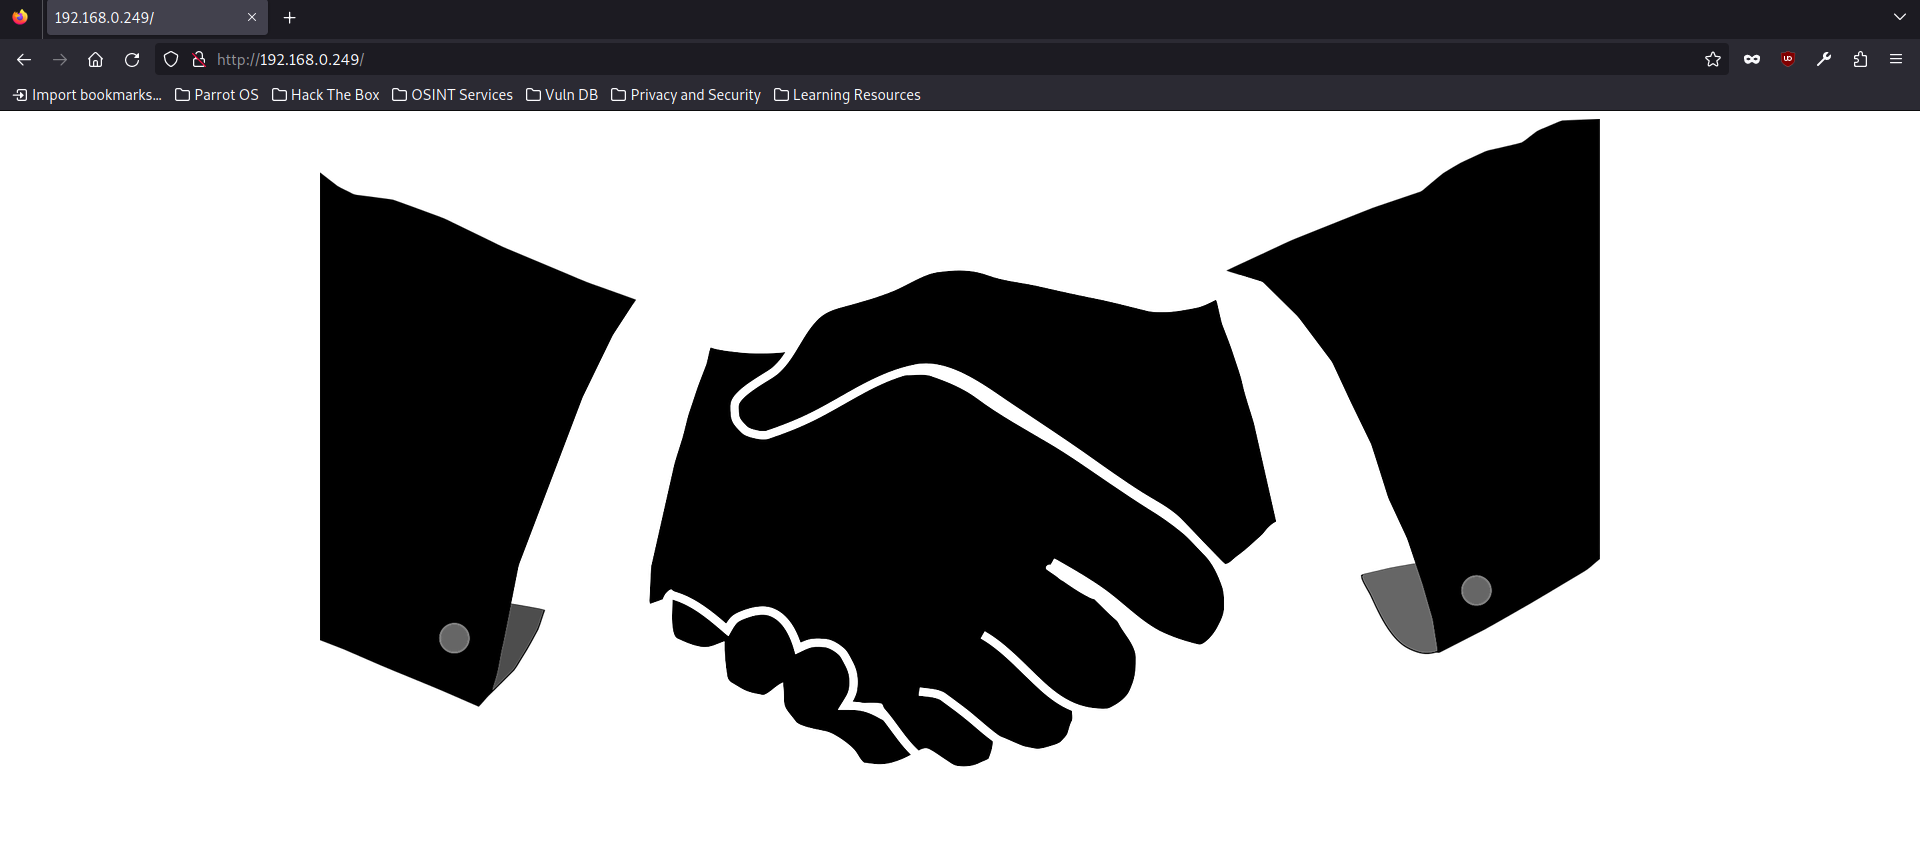 192.168.0.249/
http://192.168.0.249/
Import bookmarks... Parrot OS Hack The Box OSINT Services Vuln DB Privacy and Security Learning Resources